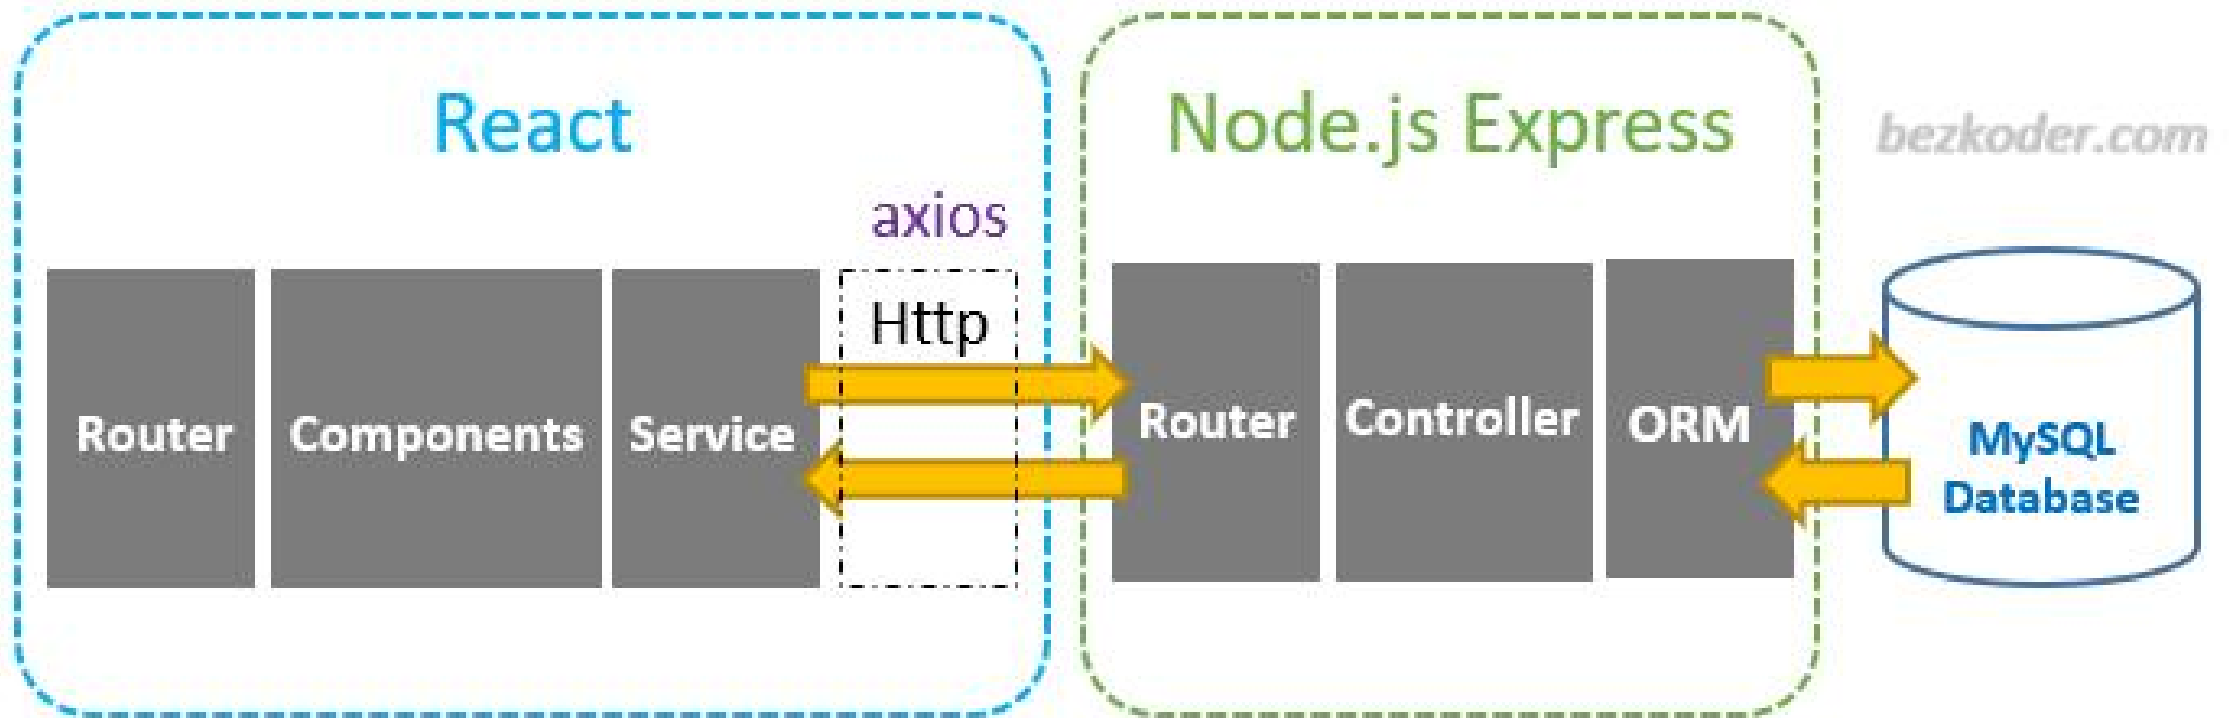 React
Node.js Express
bezkoder.com
axios
Http
Router
Components
Service
Router
Controller
ORM
MySQL
Database